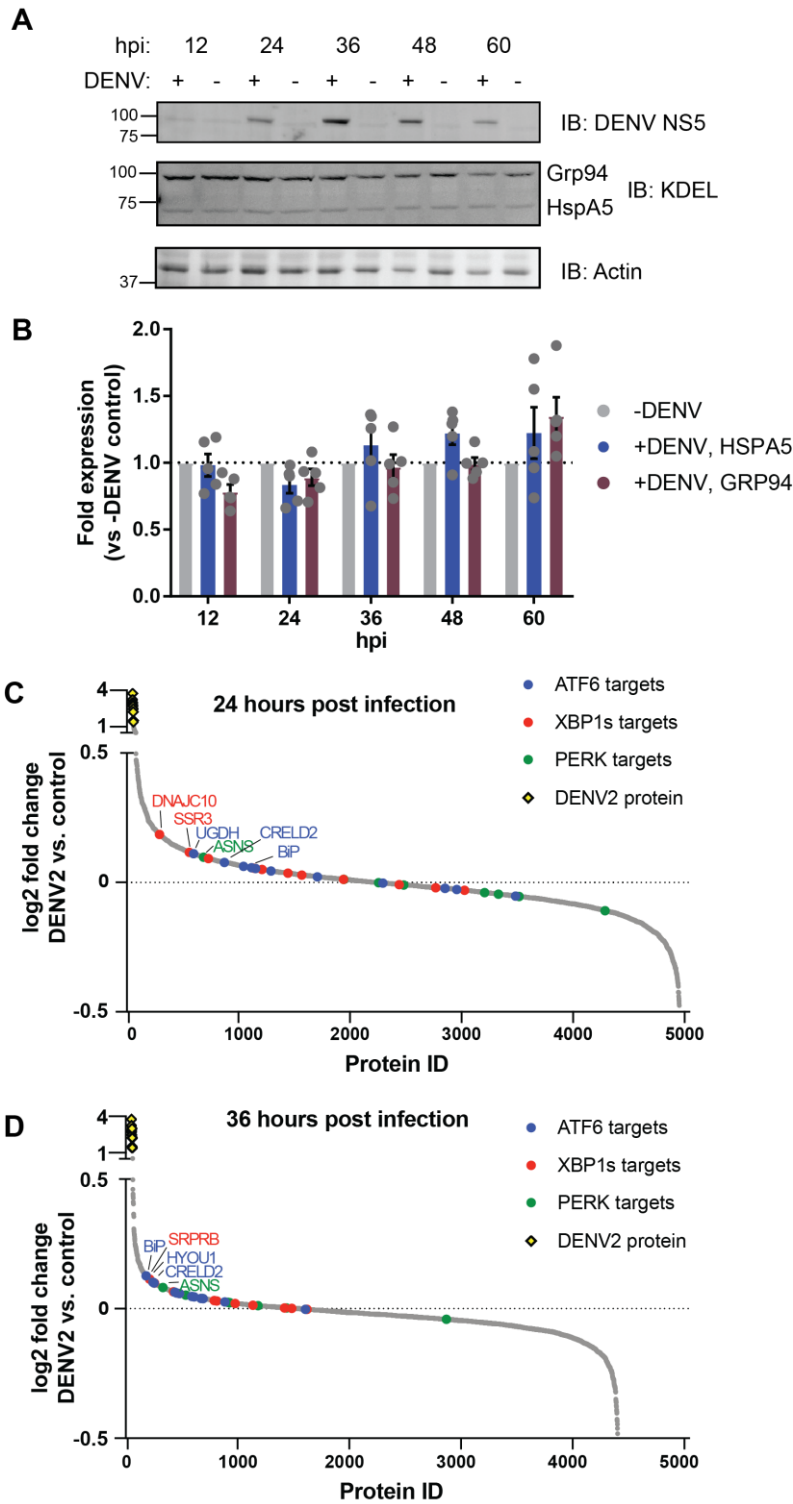 A
hpi: 12 24 36 48 60
DENV: + - + - + - + - + -
100
75
IB: DENV NS5
100
75
Grp94
HspA5
IB: KDEL
37
IB: Actin
B
Fold expression
(vs -DENV control)
2.0
1.5
1.0
0.5
0.0
12 24 36 48 60
hpi
-DENV
+DENV, HSPA5
+DENV, GRP94
C
24 hours post infection
log2 fold change
DENV2 vs. control
4
1
0.5
0
-0.5
DNAJC10
SSR3
UGDH
ASNS
CRELD2
BiP
ATF6 targets
XBP1s targets
PERK targets
DENV2 protein
0 1000 2000 3000 4000 5000
Protein ID
D
36 hours post infection
log2 fold change
DENV2 vs. control
4
1
0.5
0
-0.5
BiP
SRPRB
HYOU1
CRELD2
ASNS
ATF6 targets
XBP1s targets
PERK targets
DENV2 protein
0 1000 2000 3000 4000 5000
Protein ID